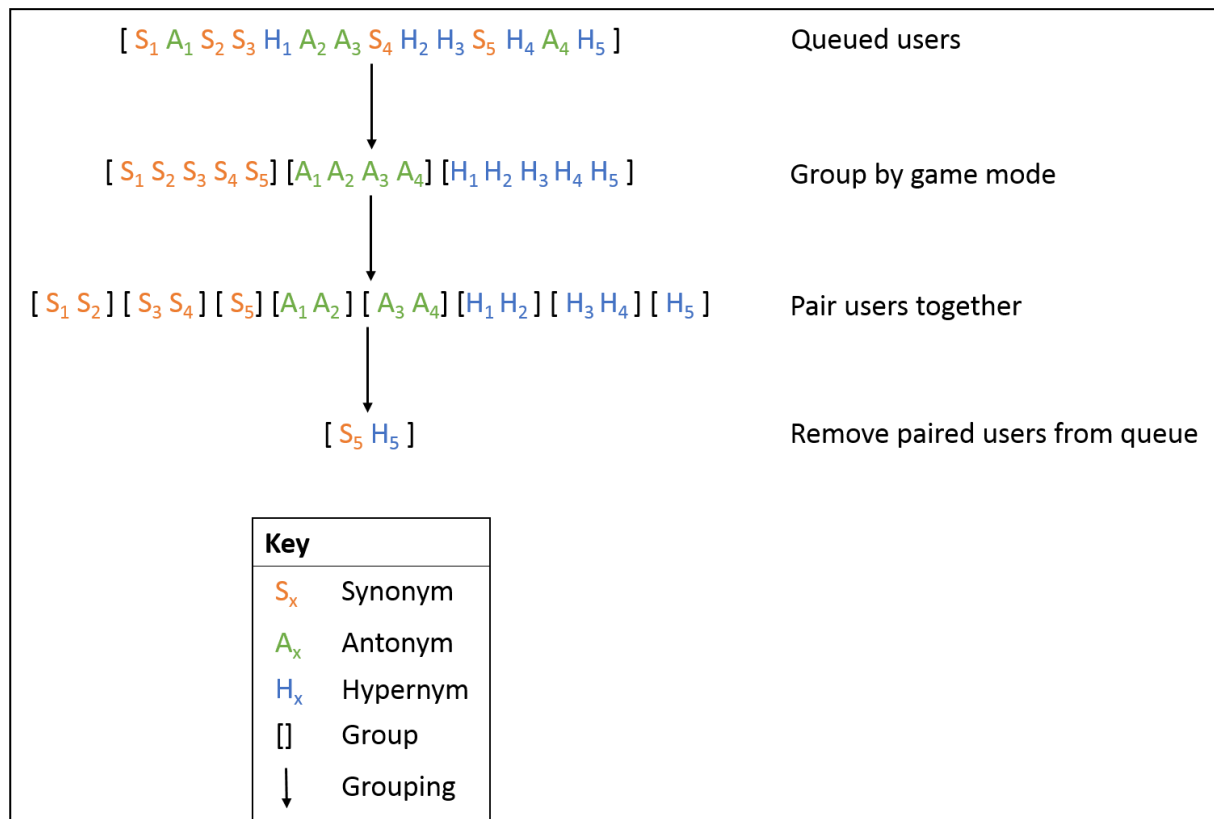 [ S₁ A₁ S₂ S₃ H₁ A₂ A₃ S₄ H₂ H₃ S₅ H₄ A₄ H₅ ] Queued users
[ S₁ S₂ S₃ S₄ S₅] [A₁ A₂ A₃ A₄] [H₁ H₂ H₃ H₄ H₅ ] Group by game mode
[ S₁ S₂ ] [ S₃ S₄ ] [ S₅ ] [A₁ A₂ ] [ A₃ A₄ ] [H₁ H₂ ] [ H₃ H₄ ] [ H₅ ] Pair users together
[ S₅ H₅ ] Remove paired users from queue
Key
Sₓ Synonym
Aₓ Antonym
Hₓ Hypernym
[] Group
Grouping